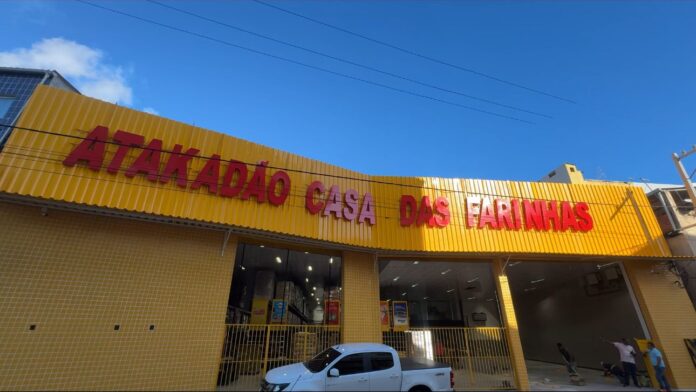 ATAKADÃO CASA DAS FARINHAS